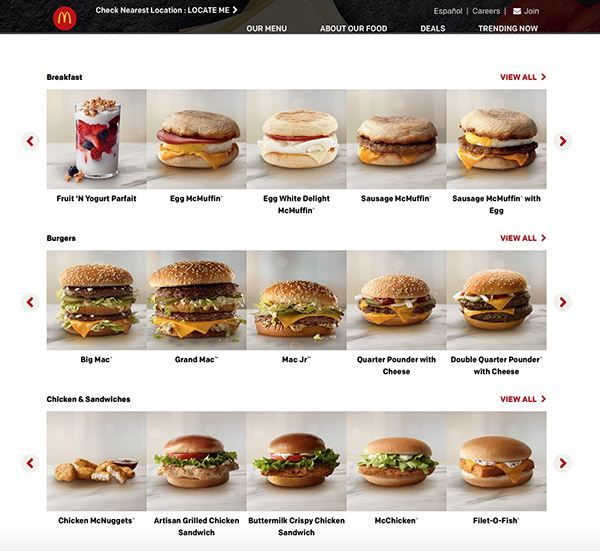 Check Nearest Location : LOCATE ME
Español | Careers | Join
OUR MENU ABOUT OUR FOOD DEALS TRENDING NOW
Breakfast VIEW ALL
Fruit 'N Yogurt Parfait
Egg McMuffin®
Egg White Delight
McMuffin®
Sausage McMuffin®
Sausage McMuffin® with
Egg
Burgers VIEW ALL
Big Mac®
Grand Mac™
Mac Jr™
Quarter Pounder with
Cheese
Double Quarter Pounder®
with Cheese
Chicken & Sandwiches VIEW ALL
Chicken McNuggets®
Artisan Grilled Chicken
Sandwich
Buttermilk Crispy Chicken
Sandwich
McChicken®
Filet-O-Fish®